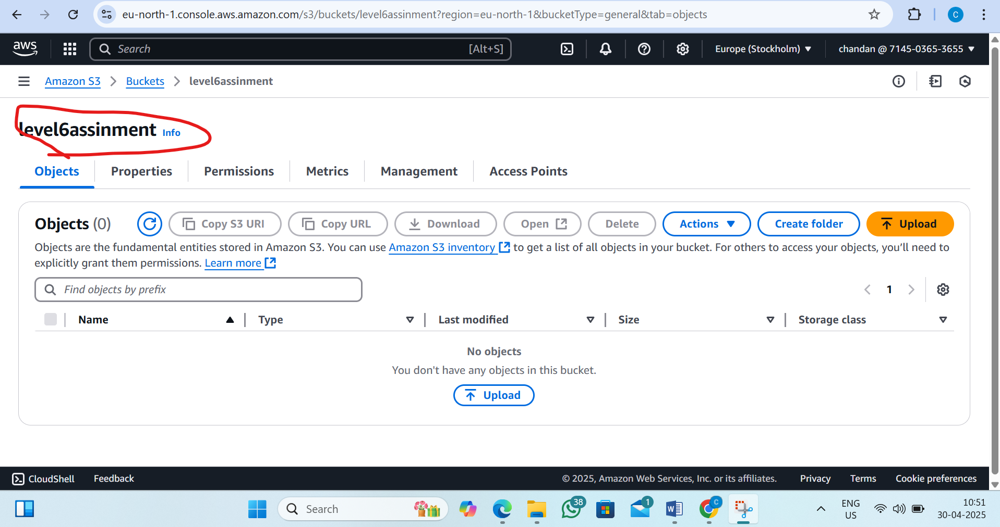 eu-north-1.console.aws.amazon.com/s3/buckets/level6assinment?region=eu-north-1&bucketType=general&tab=objects
C
aws
Search
[Alt+S]
Europe (Stockholm)
chandan @ 7145-0365-3655
Amazon S3
Buckets
level6assinment
level6assinment Info
Objects
Properties
Permissions
Metrics
Management
Access Points
Objects (0)
Copy S3 URI
Copy URL
Download
Open
Delete
Actions
Create folder
Upload
Objects are the fundamental entities stored in Amazon S3. You can use Amazon S3 inventory to get a list of all objects in your bucket. For others to access your objects, you’ll need to
explicitly grant them permissions. Learn more
Find objects by prefix
1
Name
Type
Last modified
Size
Storage class
No objects
You don't have any objects in this bucket.
Upload
CloudShell
Feedback
© 2025, Amazon Web Services, Inc. or its affiliates.
Privacy
Terms
Cookie preferences
Search
38
1
W
C
ENG
US
10:51
30-04-2025